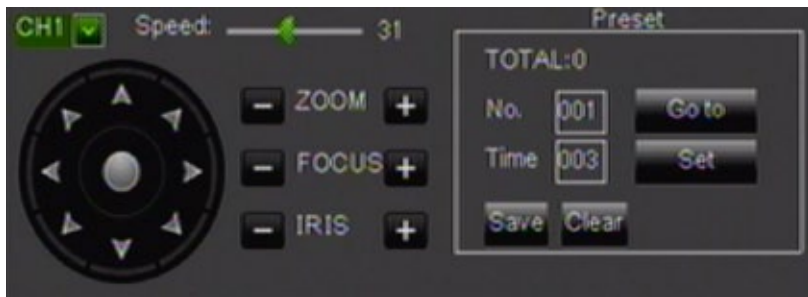 CH1 Speed: 31
Preset
TOTAL:0
ZOOM
No. 001 Go to
FOCUS
Time 003 Set
IRIS
Save Clear